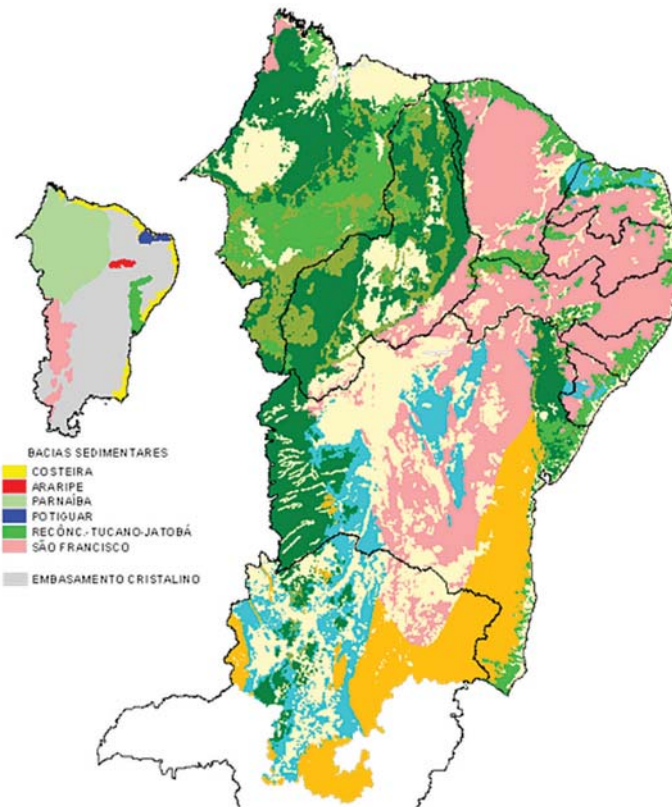 BACIAS SEDIMENTARES
COSTEIRA
ARARIPE
PARNAÍBA
POTIGUAR
RECÔNC.-TUCANO-JATOBÁ
SÃO FRANCISCO
EMBASAMENTO CRISTALINO